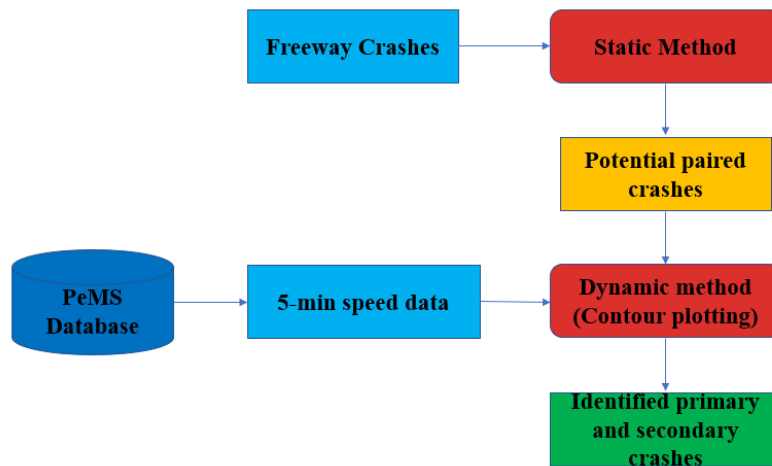 Freeway Crashes
Static Method
Potential paired
crashes
PeMS
Database
5-min speed data
Dynamic method
(Contour plotting)
Identified primary
and secondary
crashes